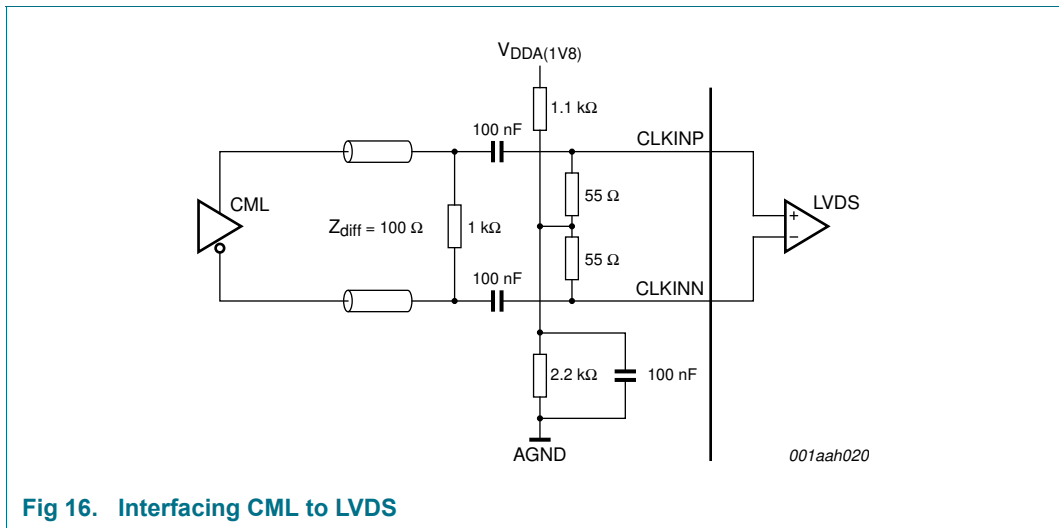 VDDA(1V8)
1.1 kΩ
100 nF
CLKINP
CML
55 Ω
LVDS
Zdiff = 100 Ω
1 kΩ
+
−
55 Ω
100 nF
CLKINN
2.2 kΩ
100 nF
AGND
001aah020
Fig 16. Interfacing CML to LVDS